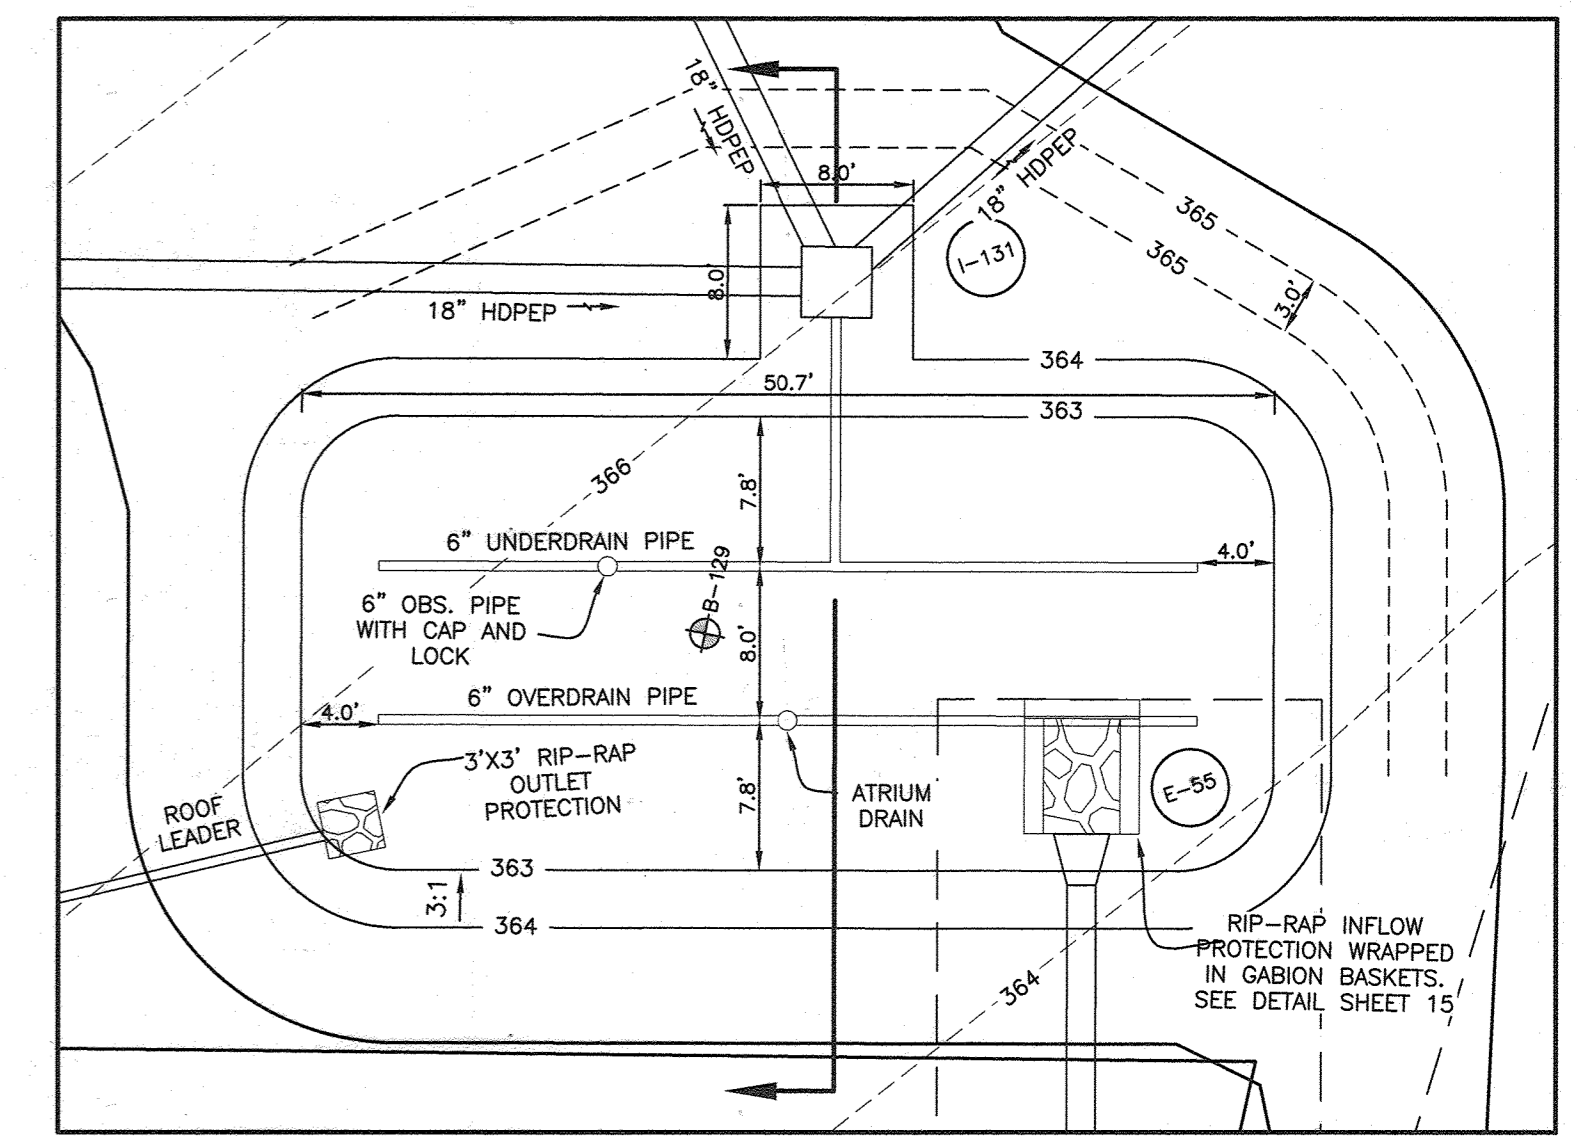 18" HDPEP
8.0'
18" HDPEP
I-131
365
365
3.0'
8.0'
18" HDPEP
364
50.7'
363
366
7.8'
6" UNDERDRAIN PIPE
4.0'
6" OBS. PIPE
WITH CAP AND
LOCK
B-129
8.0'
6" OVERDRAIN PIPE
4.0'
3'X3' RIP-RAP
OUTLET
PROTECTION
7.8'
ATRIUM
DRAIN
E-55
ROOF
LEADER
363
3:1
364
364
RIP-RAP INFLOW
PROTECTION WRAPPED
IN GABION BASKETS.
SEE DETAIL SHEET 15